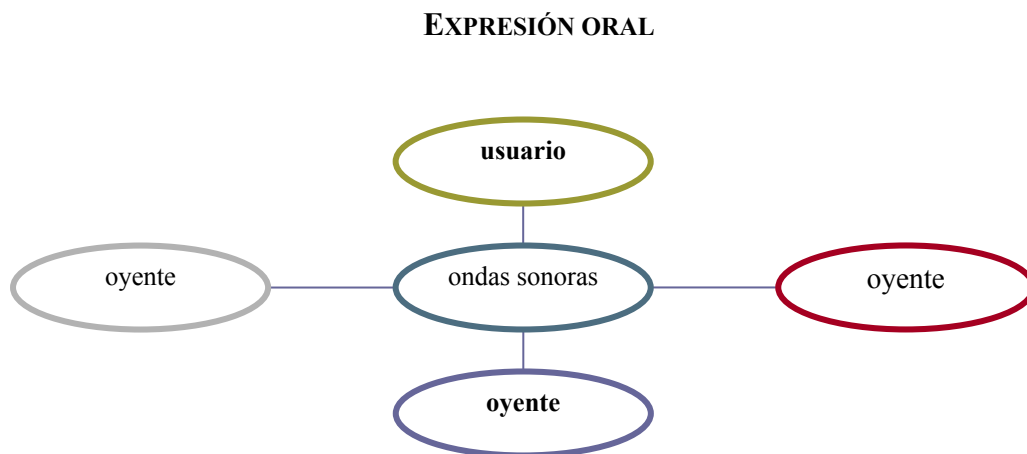 EXPRESIÓN ORAL
usuario
oyente
ondas sonoras
oyente
oyente